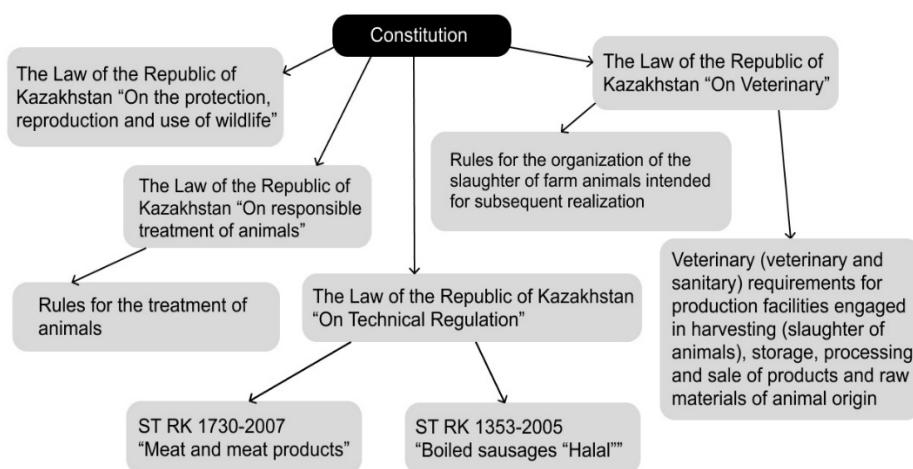 Constitution
The Law of the Republic of
Kazakhstan “On the protection,
reproduction and use of wildlife”
The Law of the Republic of
Kazakhstan “On Veterinary”
The Law of the Republic of
Kazakhstan “On responsible
treatment of animals”
Rules for the organization of the
slaughter of farm animals intended
for subsequent realization
Rules for the treatment of
animals
The Law of the Republic of Kazakhstan
“On Technical Regulation”
Veterinary (veterinary and
sanitary) requirements for
production facilities engaged
in harvesting (slaughter of
animals), storage, processing
and sale of products and raw
materials of animal origin
ST RK 1730-2007
“Meat and meat products”
ST RK 1353-2005
“Boiled sausages “Halal””